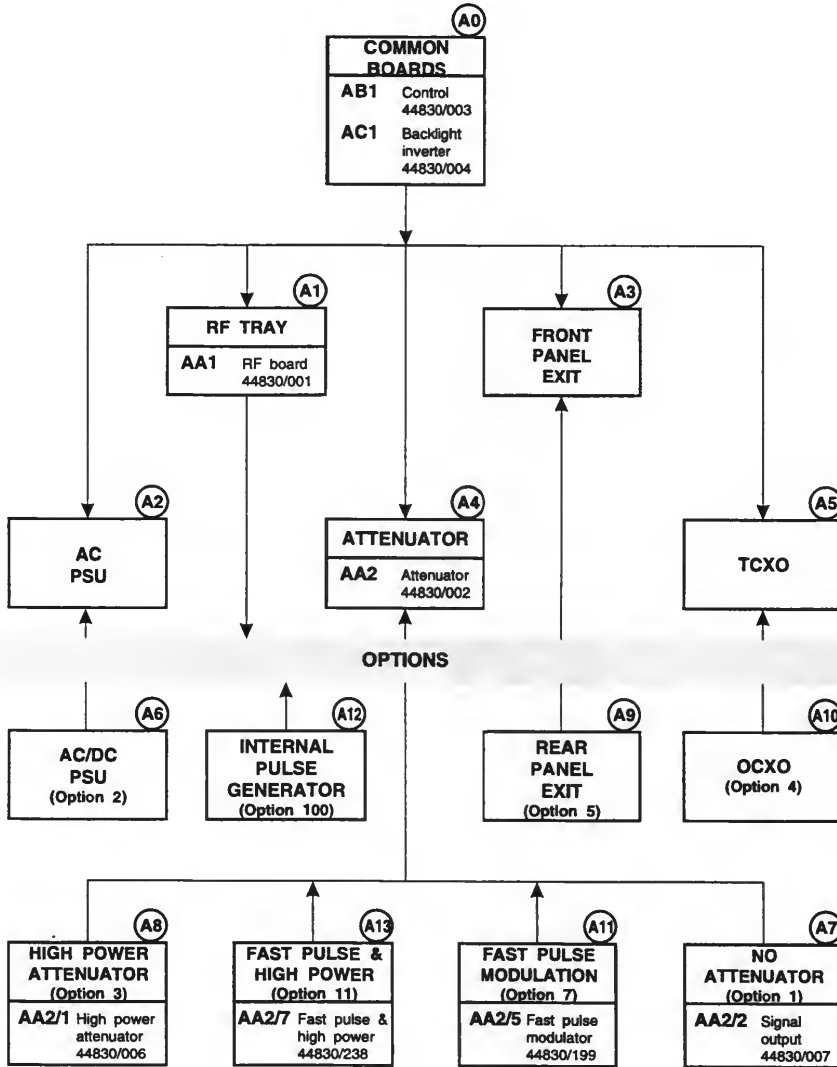 A0
COMMON
BOARDS
AB1 Control
44830/003
AC1 Backlight
inverter
44830/004
A1
RF TRAY
AA1 RF board
44830/001
A3
FRONT
PANEL
EXIT
A2
AC
PSU
A4
ATTENUATOR
AA2 Attenuator
44830/002
A5
TCXO
OPTIONS
A6
AC/DC
PSU
(Option 2)
A12
INTERNAL
PULSE
GENERATOR
(Option 100)
A9
REAR
PANEL
EXIT
(Option 5)
A10
OCXO
(Option 4)
A8
HIGH POWER
ATTENUATOR
(Option 3)
AA2/1 High power
attenuator
44830/006
A13
FAST PULSE &
HIGH POWER
(Option 11)
AA2/7 Fast pulse &
high power
44830/238
A11
FAST PULSE
MODULATION
(Option 7)
AA2/5 Fast pulse
modulator
44830/199
A7
NO
ATTENUATOR
(Option 1)
AA2/2 Signal
output
44830/007